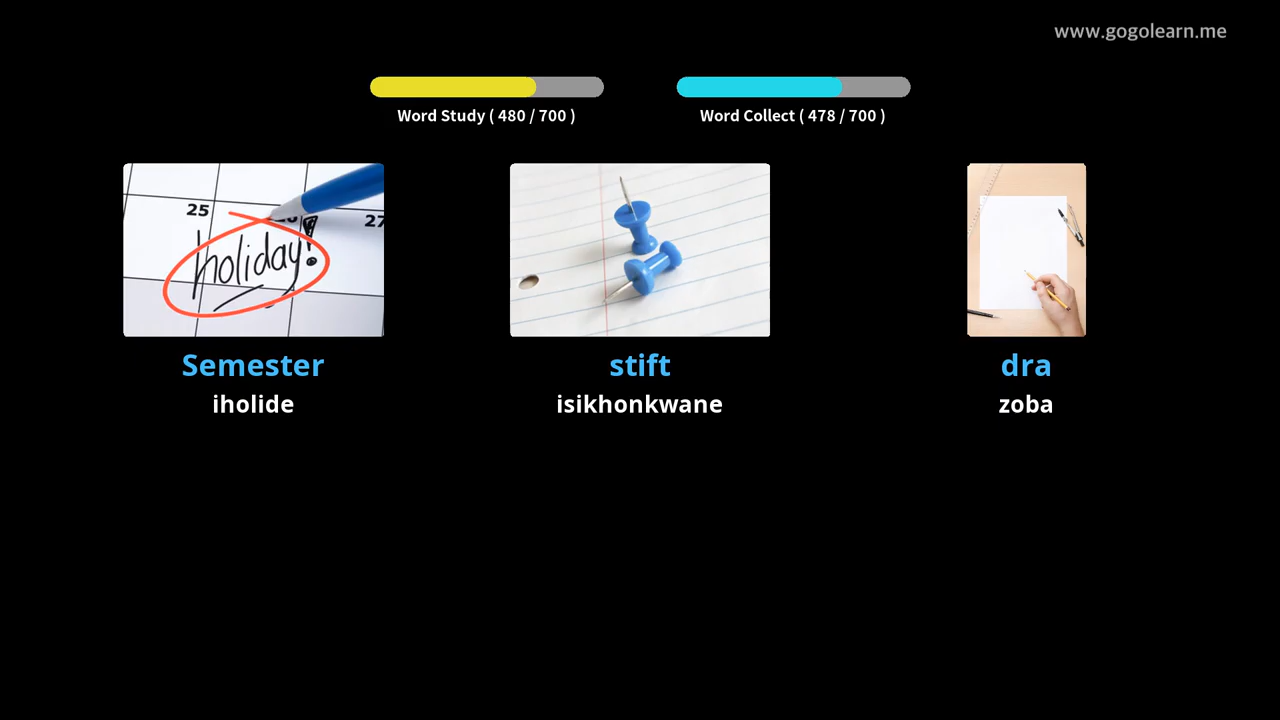 www.gogolearn.me
Word Study ( 480 / 700 )
Word Collect ( 478 / 700 )
25
27
holiday!
Semester
stift
dra
iholide
isikhonkwane
zoba